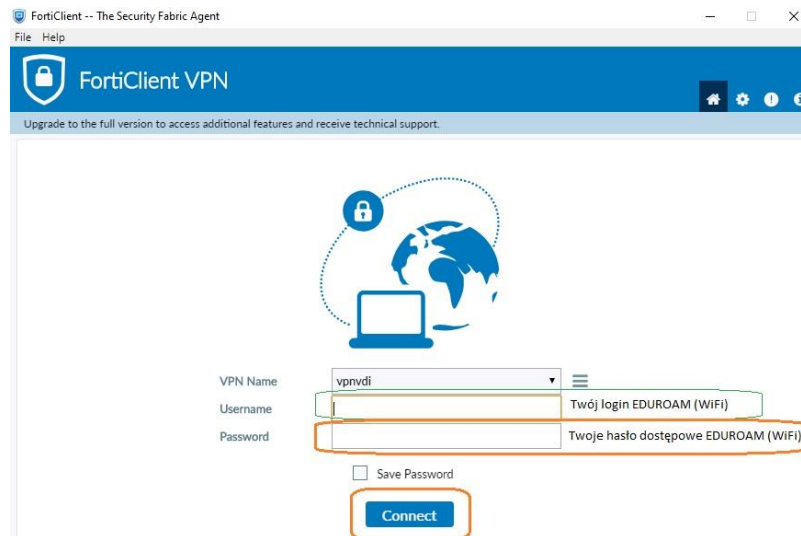 FortiClient -- The Security Fabric Agent
File Help
FortiClient VPN
Upgrade to the full version to access additional features and receive technical support.
VPN Name vpnvdi
Username Twój login EDUROAM (WiFi)
Password Twoje hasło dostępowe EDUROAM (WiFi)
Save Password
Connect